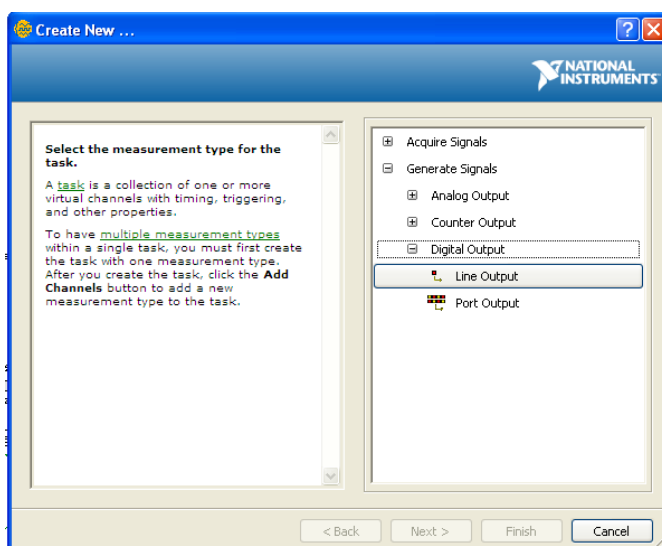 Create New ...
NATIONAL
INSTRUMENTS
Select the measurement type for the
task.
A task is a collection of one or more
virtual channels with timing, triggering,
and other properties.
To have multiple measurement types
within a single task, you must first create
the task with one measurement type.
After you create the task, click the Add
Channels button to add a new
measurement type to the task.
Acquire Signals
Generate Signals
Analog Output
Counter Output
Digital Output
Line Output
Port Output
< Back
Next >
Finish
Cancel